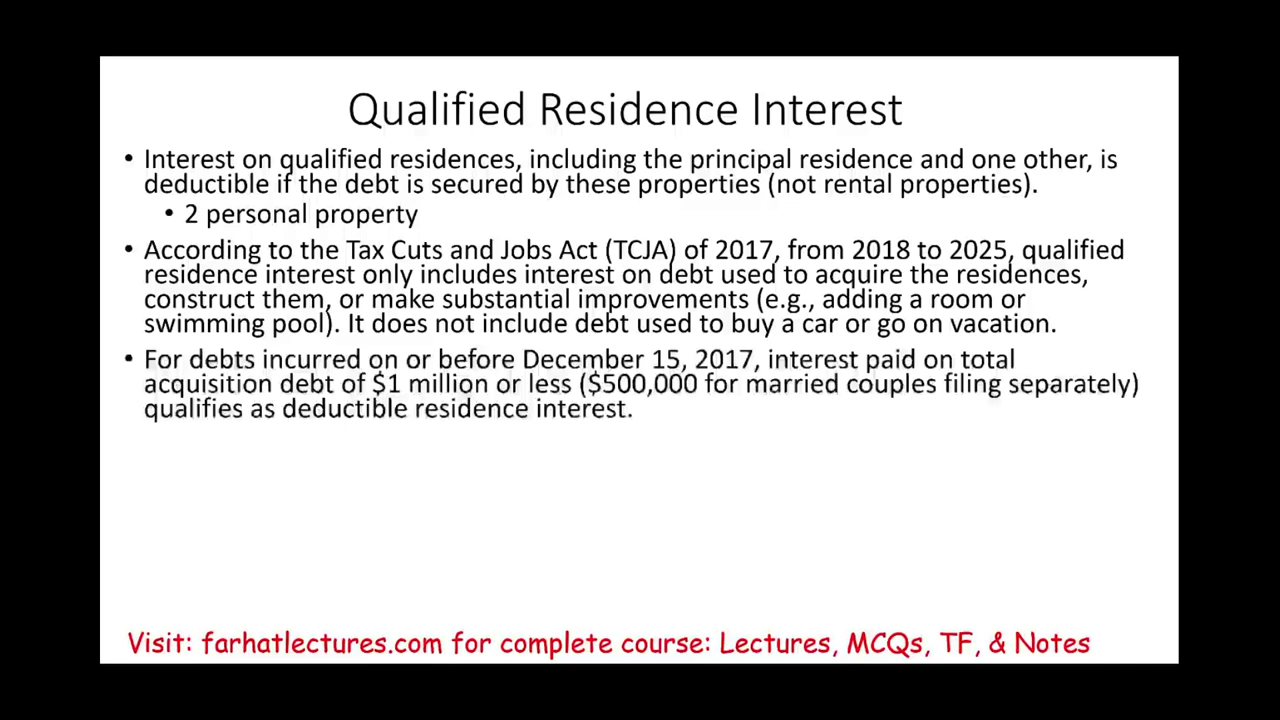 Qualified Residence Interest
• Interest on qualified residences, including the principal residence and one other, is
deductible if the debt is secured by these properties (not rental properties).
• 2 personal property
• According to the Tax Cuts and Jobs Act (TCJA) of 2017, from 2018 to 2025, qualified
residence interest only includes interest on debt used to acquire the residences,
construct them, or make substantial improvements (e.g., adding a room or
swimming pool). It does not include debt used to buy a car or go on vacation.
• For debts incurred on or before December 15, 2017, interest paid on total
acquisition debt of $1 million or less ($500,000 for married couples filing separately)
qualifies as deductible residence interest.
Visit: farhatlectures.com for complete course: Lectures, MCQs, TF, & Notes